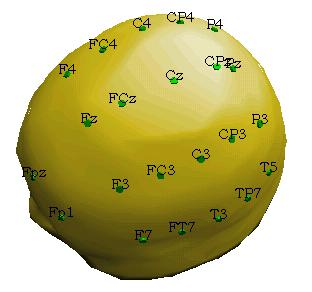 C4 CP4 P4
FC4
F4 CPz Pz
Cz
FCz
Fz P3
CP3
C3
Fpz F3 FC3 T5
TP7
Fp1 T3
F7 FT7